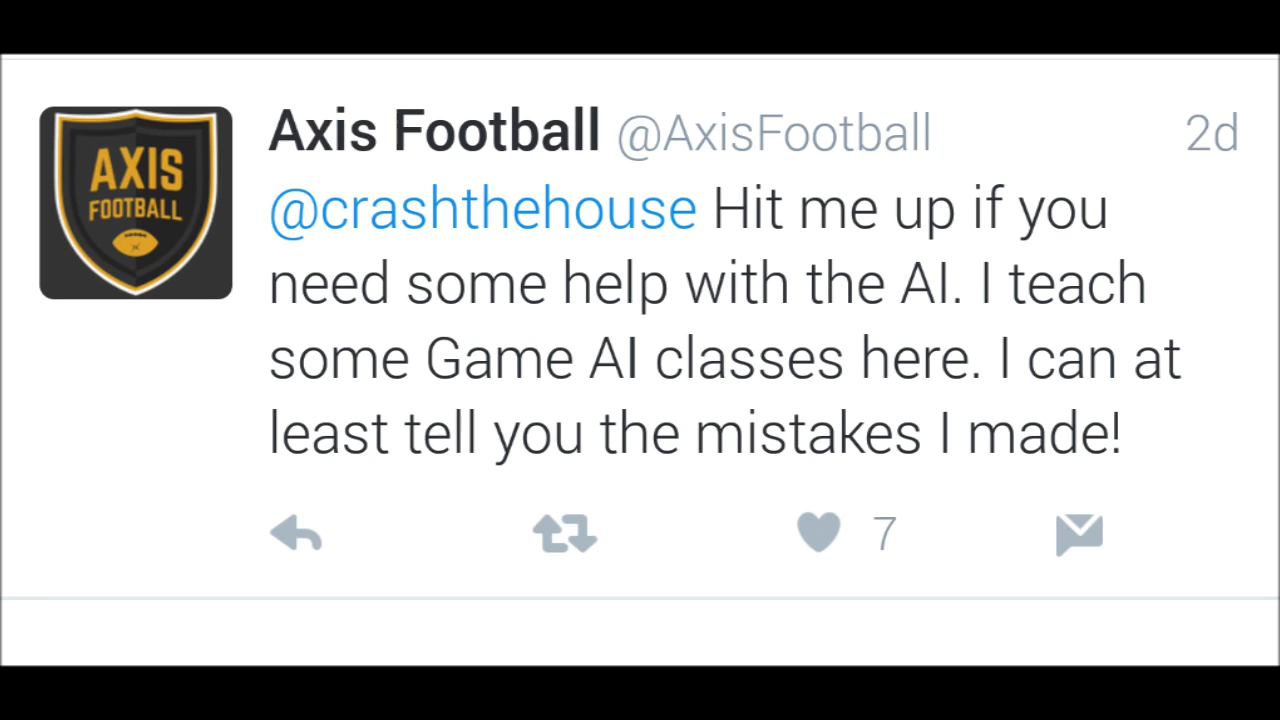 AXIS
FOOTBALL
Axis Football @AxisFootball 2d
@crashthehouse Hit me up if you
need some help with the AI. I teach
some Game AI classes here. I can at
least tell you the mistakes I made!
7